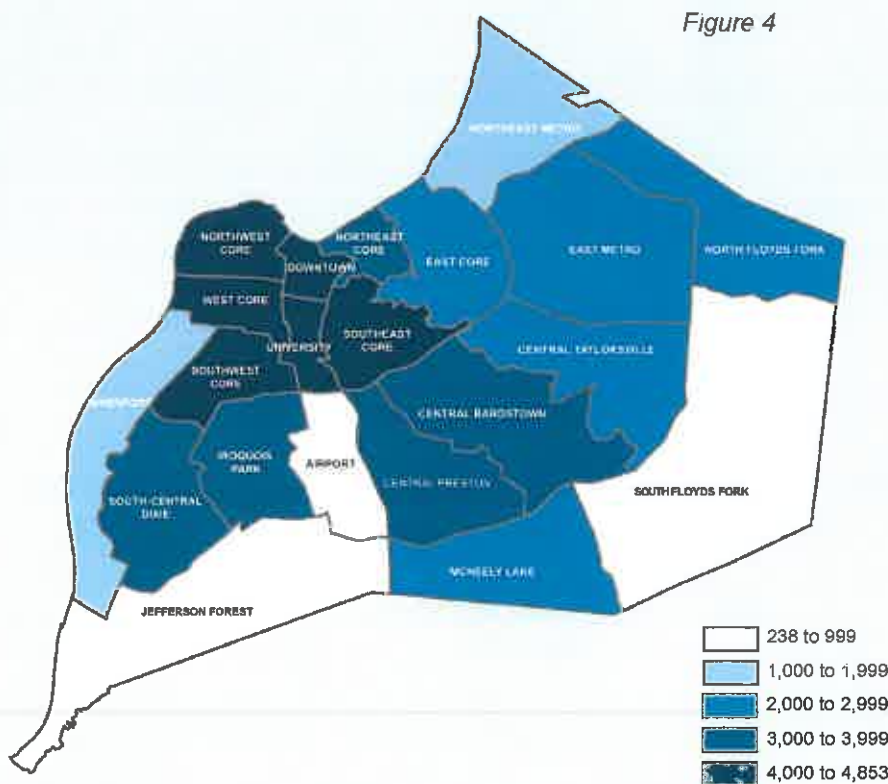 Figure 4
NORTHEAST METRO
NORTHWEST
CORE
NORTHEAST
CORE
DOWNTOWN
EAST CORE
EAST METRO
NORTH FLOYDS FORK
WEST CORE
UNIVERSITY
SOUTHEAST
CORE
CENTRAL TAYLORSVILLE
SOUTHWEST
CORE
CENTRAL BARDSTOWN
IROQUOIS
PARK
AIRPORT
CENTRAL PRESTON
SOUTH FLOYDS FORK
SOUTH-CENTRAL
DIXIE
MCNEELY LAKE
JEFFERSON FOREST
238 to 999
1,000 to 1,999
2,000 to 2,999
3,000 to 3,999
4,000 to 4,853